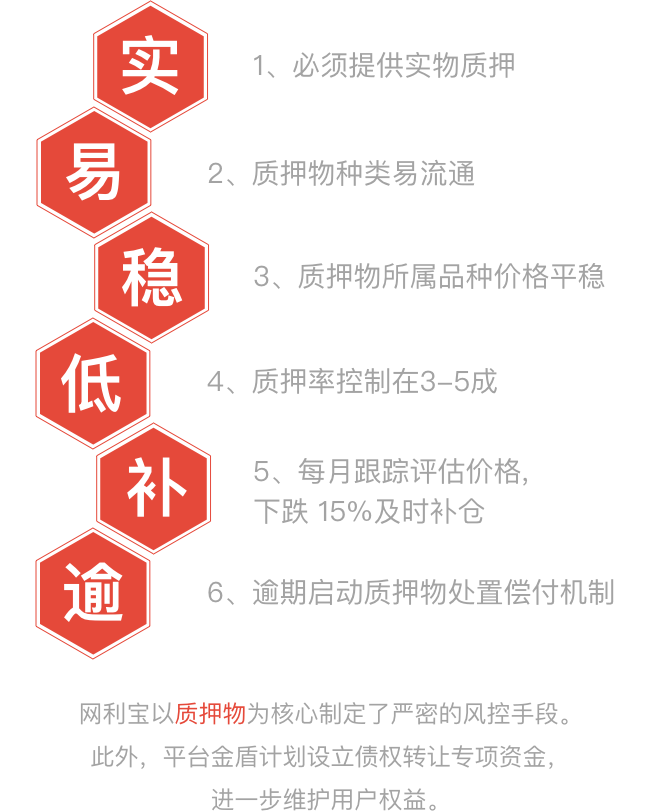 实
1、必须提供实物质押
易
2、质押物种类易流通
稳
3、质押物所属品种价格平稳
低
4、质押率控制在3-5成
补
5、每月跟踪评估价格,
下跌 15%及时补仓
逾
6、逾期启动质押物处置偿付机制
网利宝以质押物为核心制定了严密的风控手段。
此外，平台金盾计划设立债权转让专项资金，
进一步维护用户权益。